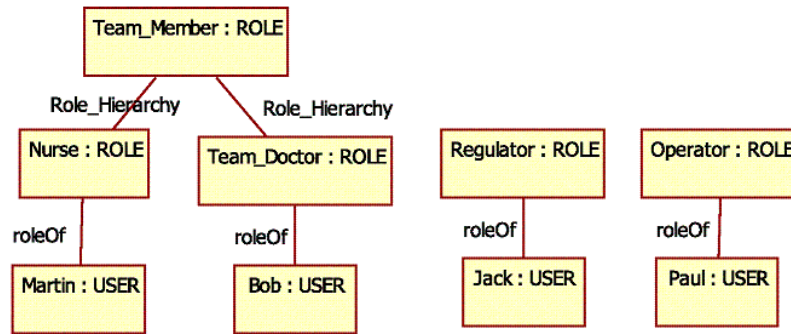 Team_Member : ROLE
Role_Hierarchy
Role_Hierarchy
Nurse : ROLE
Team_Doctor : ROLE
Regulator : ROLE
Operator : ROLE
roleOf
roleOf
roleOf
roleOf
Martin : USER
Bob : USER
Jack : USER
Paul : USER